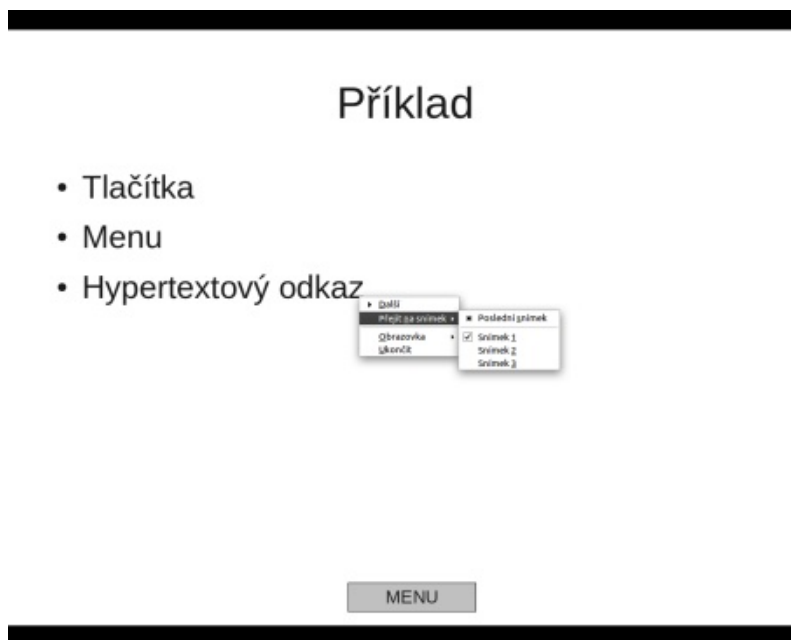 Příklad
• Tlačítka
• Menu
• Hypertextový odkaz
Další
Přejít na snímek
Obrazovka
Ukončit
Poslední snímek
Snímek 1
Snímek 2
Snímek 3
MENU